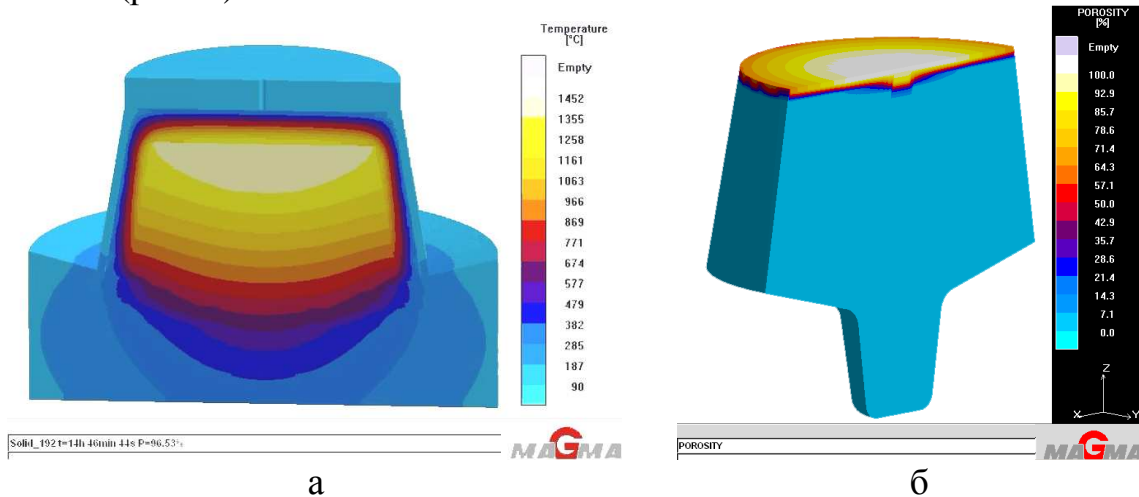 Temperature
[°C]
Empty
1452
1355
1258
1161
1063
966
869
771
674
577
479
382
285
187
90
Solid_192 t=14h 46min 44s P=96.53%
MAGMA
а
POROSITY
[%]
Empty
100.0
92.9
85.7
78.6
71.4
64.3
57.1
50.0
42.9
35.7
28.6
21.4
14.3
7.1
0.0
Z
X
Y
POROSITY
MAGMA
б